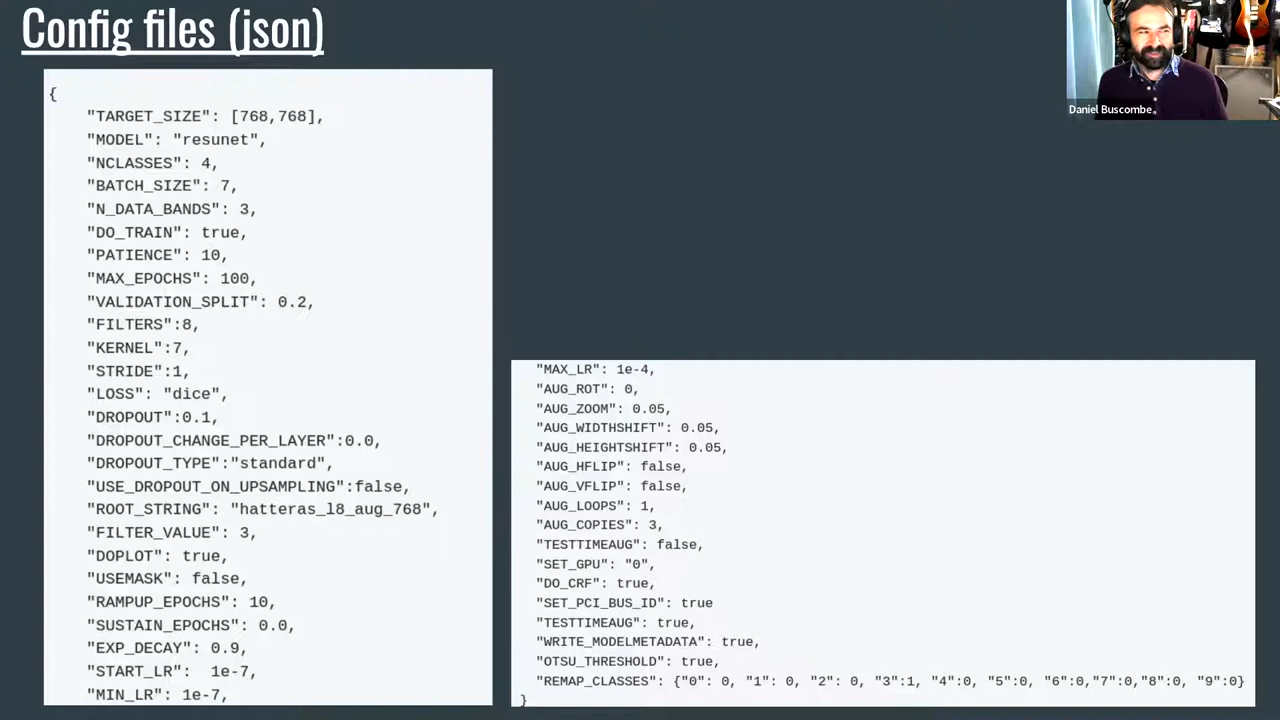 Config files (json)
{
"TARGET_SIZE": [768,768],
"MODEL": "resunet",
"NCLASSES": 4,
"BATCH_SIZE": 7,
"N_DATA_BANDS": 3,
"DO_TRAIN": true,
"PATIENCE": 10,
"MAX_EPOCHS": 100,
"VALIDATION_SPLIT": 0.2,
"FILTERS":8,
"KERNEL":7,
"STRIDE":1,
"LOSS": "dice",
"DROPOUT":0.1,
"DROPOUT_CHANGE_PER_LAYER":0.0,
"DROPOUT_TYPE":"standard",
"USE_DROPOUT_ON_UPSAMPLING":false,
"ROOT_STRING": "hatteras_l8_aug_768",
"FILTER_VALUE": 3,
"DOPLOT": true,
"USEMASK": false,
"RAMPUP_EPOCHS": 10,
"SUSTAIN_EPOCHS": 0.0,
"EXP_DECAY": 0.9,
"START_LR":  1e-7,
"MIN_LR": 1e-7,
"MAX_LR": 1e-4,
"AUG_ROT": 0,
"AUG_ZOOM": 0.05,
"AUG_WIDTHSHIFT": 0.05,
"AUG_HEIGHTSHIFT": 0.05,
"AUG_HFLIP": false,
"AUG_VFLIP": false,
"AUG_LOOPS": 1,
"AUG_COPIES": 3,
"TESTTIMEAUG": false,
"SET_GPU": "0",
"DO_CRF": true,
"SET_PCI_BUS_ID": true
"TESTTIMEAUG": true,
"WRITE_MODELMETADATA": true,
"OTSU_THRESHOLD": true,
"REMAP_CLASSES": {"0": 0, "1": 0, "2": 0, "3":1, "4":0, "5":0, "6":0,"7":0,"8":0, "9":0}
}
Daniel Buscombe